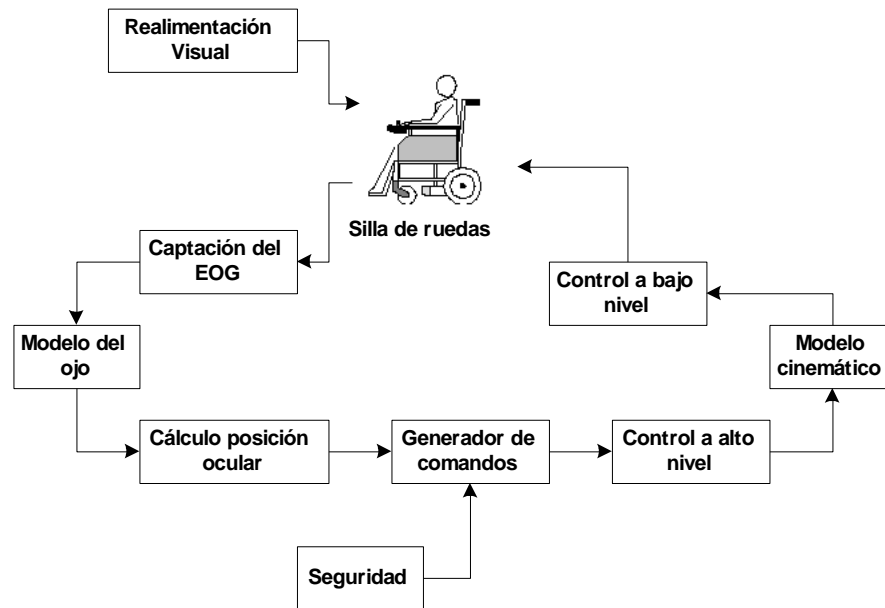 Realimentación
Visual
Silla de ruedas
Captación del
EOG
Control a bajo
nivel
Modelo del
ojo
Modelo
cinemático
Cálculo posición
ocular
Generador de
comandos
Control a alto
nivel
Seguridad